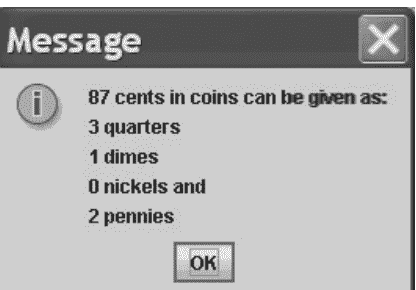 Message
87 cents in coins can be given as:
3 quarters
1 dimes
0 nickels and
2 pennies
OK